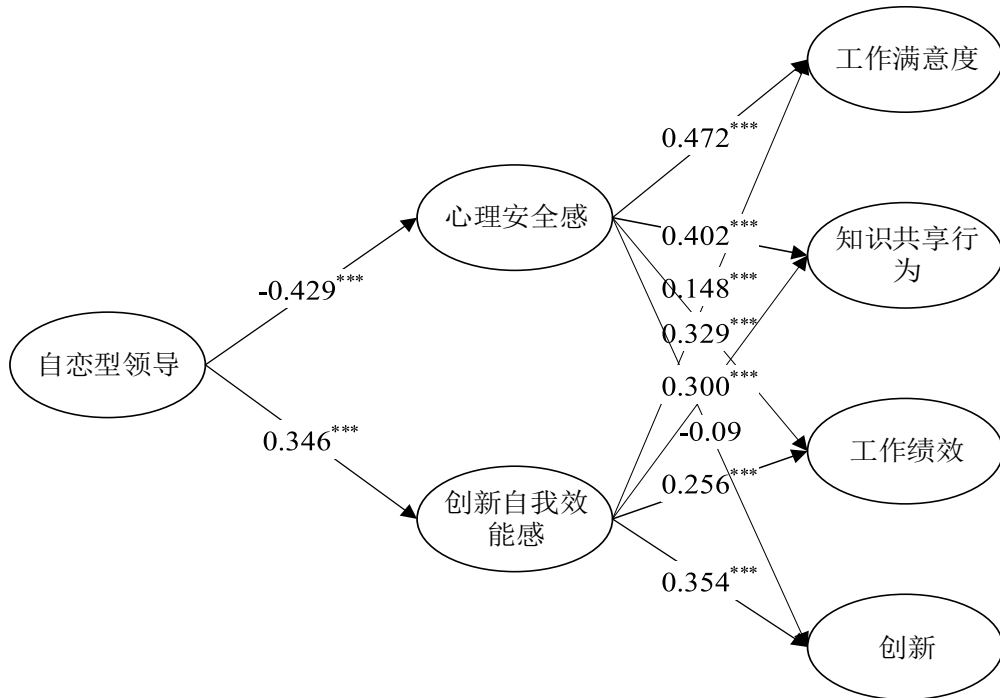 工作满意度
0.472***
心理安全感
0.402***
知识共享行
为
-0.429***
0.148***
0.329***
自恋型领导
0.300***
0.346***
-0.09
工作绩效
0.256***
创新自我效
能感
0.354***
创新